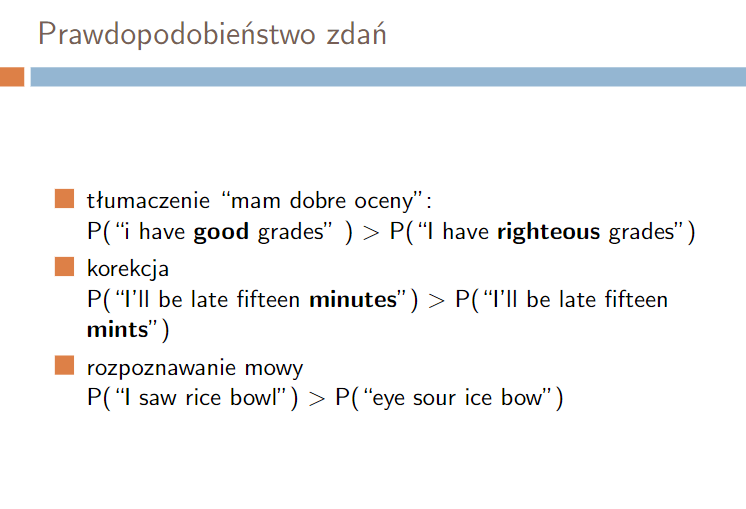 Prawdopodobieństwo zdań
tłumaczenie “mam dobre oceny”:
P(“i have good grades” ) > P(“I have righteous grades”)
korekcja
P(“I’ll be late fifteen minutes”) > P(“I’ll be late fifteen
mints”)
rozpoznawanie mowy
P(“I saw rice bowl”) > P(“eye sour ice bow”)